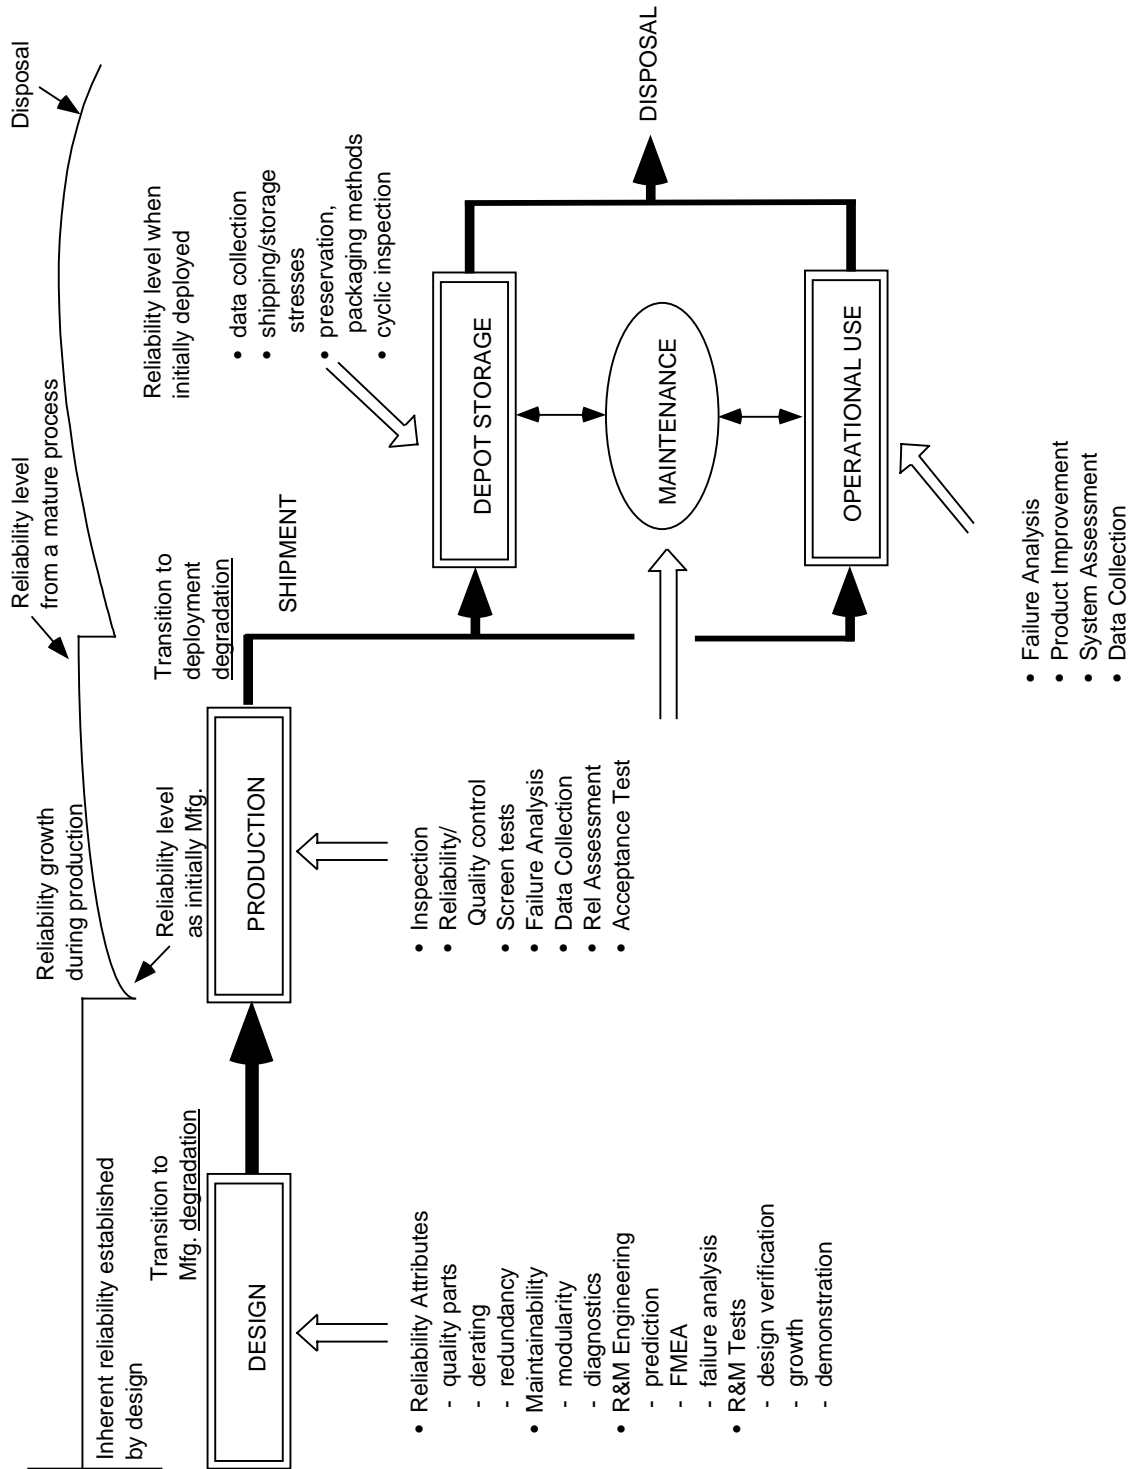 Inherent reliability established
by design
Transition to
Mfg. degradation
Reliability growth
during production
Reliability level
as initially Mfg.
Reliability level
from a mature process
Transition to
deployment
degradation
Reliability level when
initially deployed
Disposal
DESIGN
PRODUCTION
SHIPMENT
DEPOT STORAGE
MAINTENANCE
OPERATIONAL USE
DISPOSAL
• Reliability Attributes
- quality parts
- derating
- redundancy
• Maintainability
- modularity
- diagnostics
• R&M Engineering
- prediction
- FMEA
- failure analysis
• R&M Tests
- design verification
- growth
- demonstration
• Inspection
• Reliability/
Quality control
• Screen tests
• Failure Analysis
• Data Collection
• Rel Assessment
• Acceptance Test
• data collection
• shipping/storage
stresses
• preservation,
packaging methods
• cyclic inspection
• Failure Analysis
• Product Improvement
• System Assessment
• Data Collection